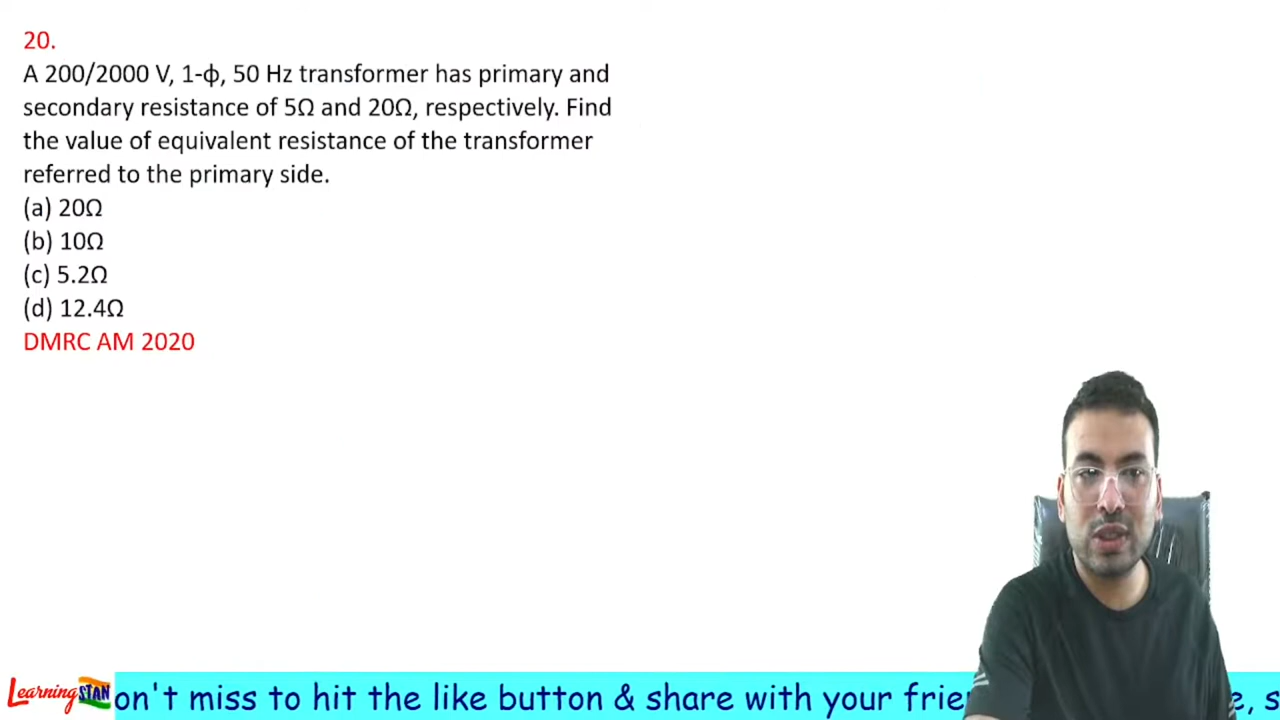 20.
A 200/2000 V, 1-ϕ, 50 Hz transformer has primary and
secondary resistance of 5Ω and 20Ω, respectively. Find
the value of equivalent resistance of the transformer
referred to the primary side.
(a) 20Ω
(b) 10Ω
(c) 5.2Ω
(d) 12.4Ω
DMRC AM 2020
Learning STAN
on't miss to hit the like button & share with your frie e, s